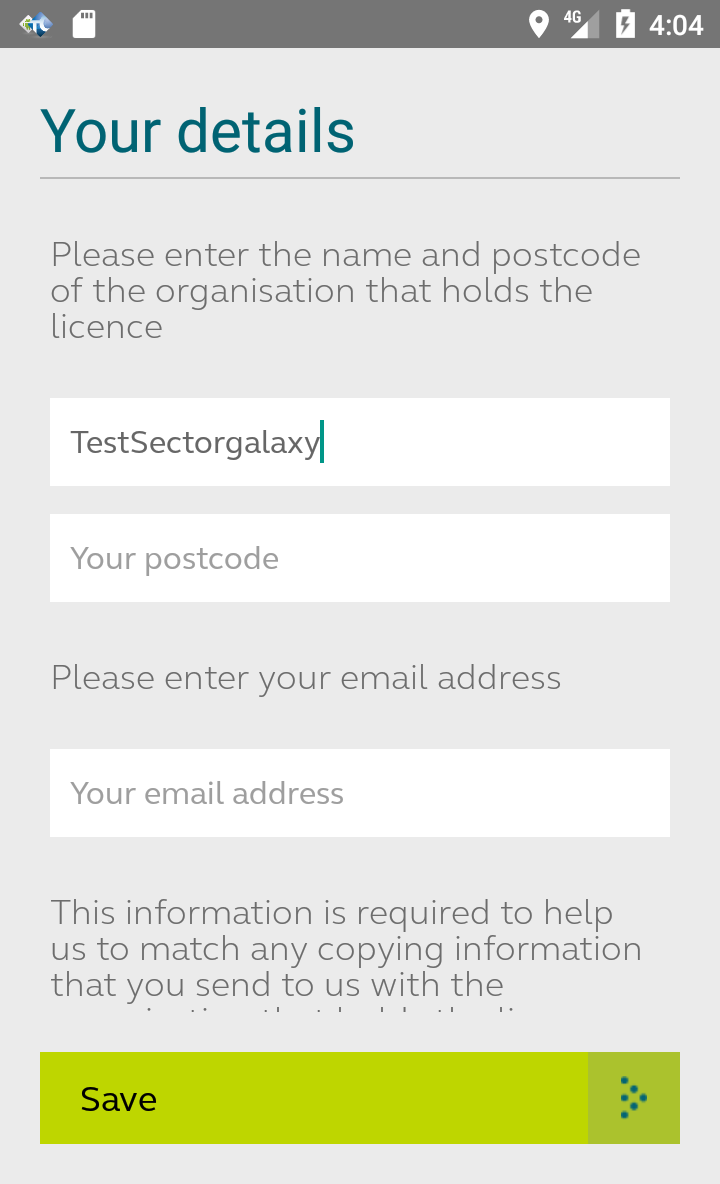 4G 4:04
Your details
Please enter the name and postcode
of the organisation that holds the
licence
TestSectorgalaxy
Your postcode
Please enter your email address
Your email address
This information is required to help
us to match any copying information
that you send to us with the
Save